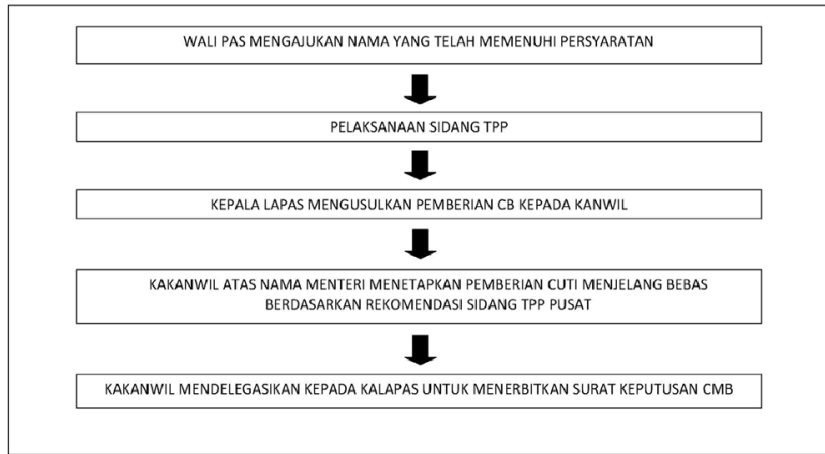 WALI PAS MENGAJUKAN NAMA YANG TELAH MEMENUHI PERSYARATAN
PELAKSANAAN SIDANG TPP
KEPALA LAPAS MENGUSULKAN PEMBERIAN CB KEPADA KANWIL
KAKANWIL ATAS NAMA MENTERI MENETAPKAN PEMBERIAN CUTI MENJELANG BEBAS
BERDASARKAN REKOMENDASI SIDANG TPP PUSAT
KAKANWIL MENDELEGASIKAN KEPADA KALAPAS UNTUK MENERBITKAN SURAT KEPUTUSAN CMB